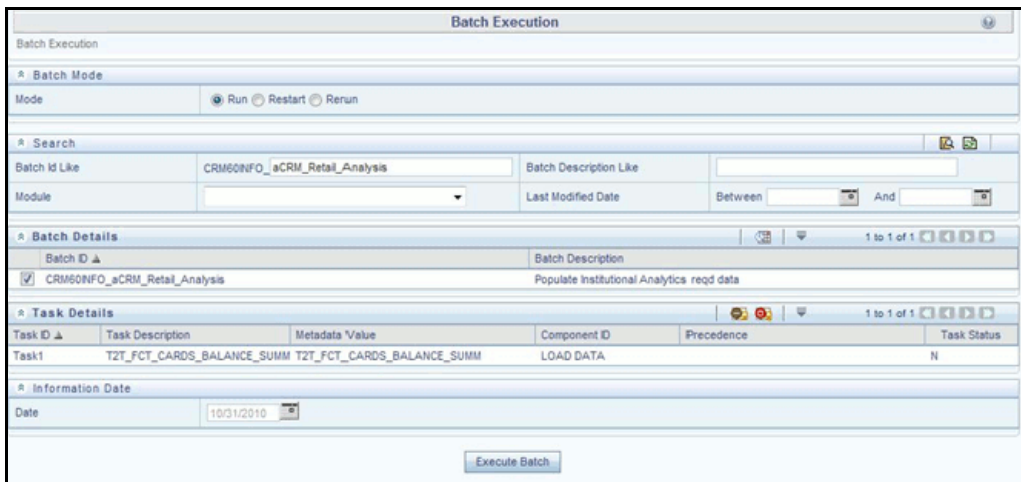 Batch Execution
Batch Execution
Batch Mode
Mode Run Restart Rerun
Search
Batch Id Like CRM60INFO_ aCRM_Retail_Analysis Batch Description Like
Module Last Modified Date Between And
Batch Details 1 to 1 of 1
Batch ID Batch Description
CRM60INFO_aCRM_Retail_Analysis Populate Institutional Analytics reqd data
Task Details 1 to 1 of 1
Task ID Task Description Metadata Value Component ID Precedence Task Status
Task1 T2T_FCT_CARDS_BALANCE_SUMM T2T_FCT_CARDS_BALANCE_SUMM LOAD DATA N
Information Date
Date 10/31/2010
Execute Batch